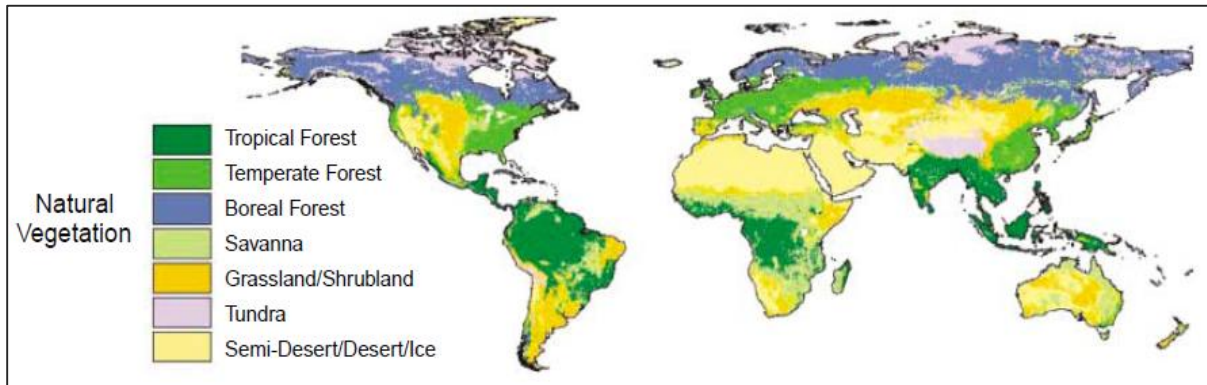 Natural
Vegetation
Tropical Forest
Temperate Forest
Boreal Forest
Savanna
Grassland/Shrubland
Tundra
Semi-Desert/Desert/Ice